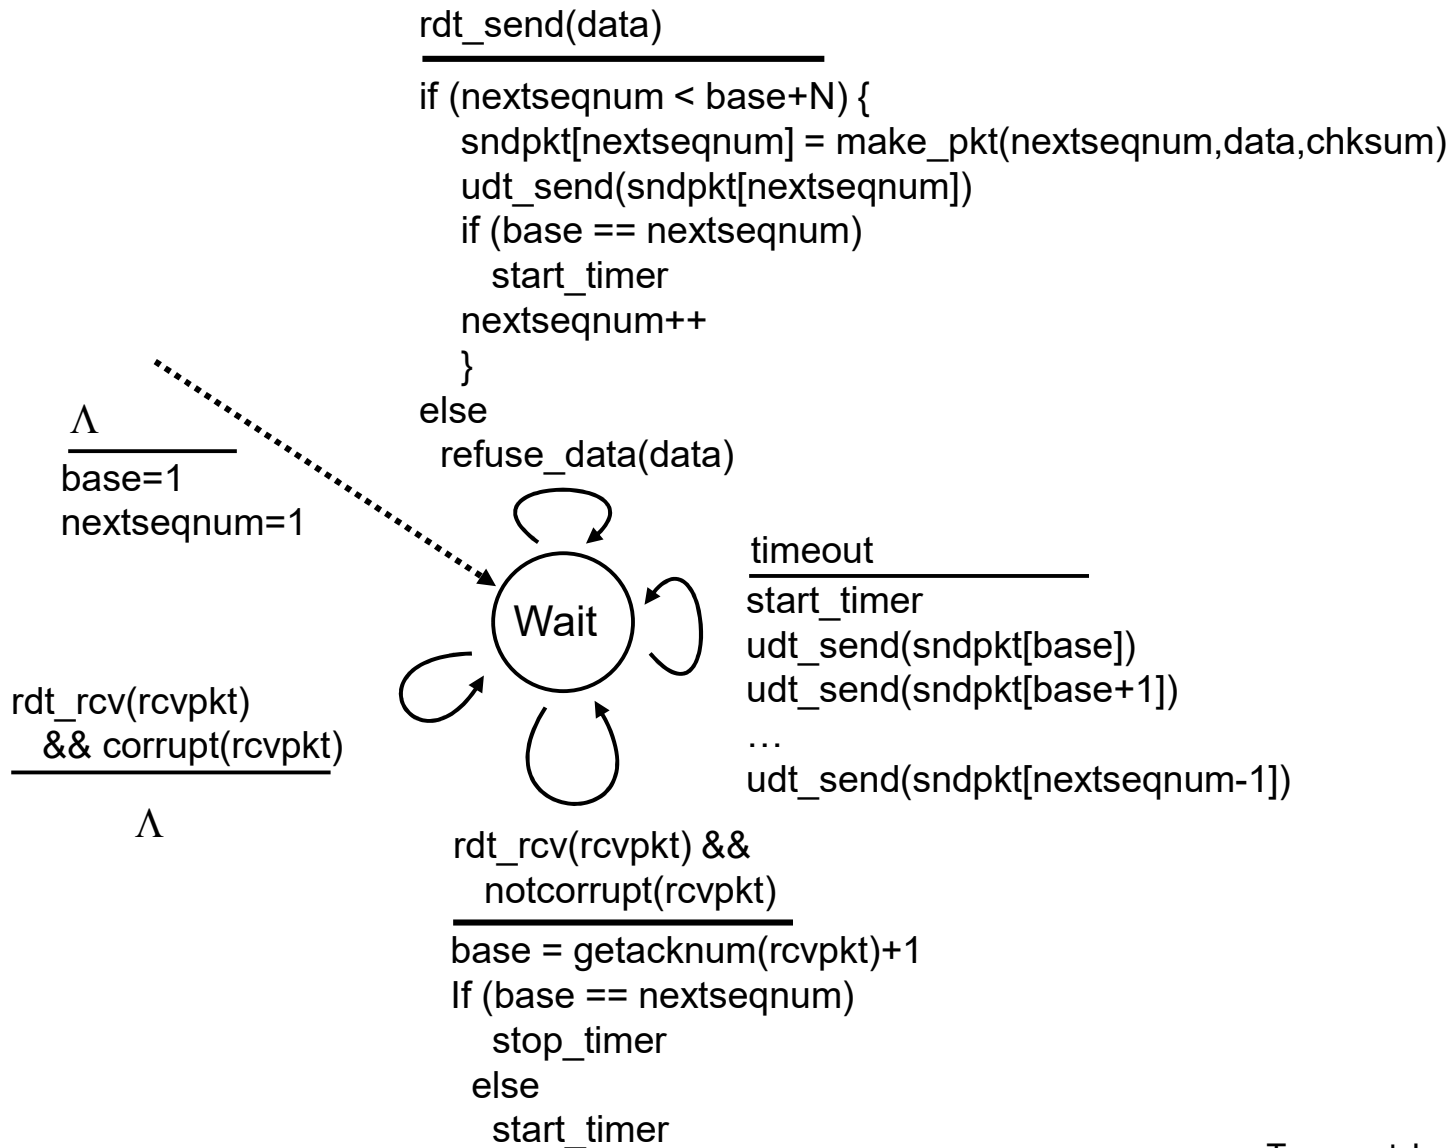 rdt_send(data)
if (nextseqnum < base+N) {
sndpkt[nextseqnum] = make_pkt(nextseqnum,data,chksum)
udt_send(sndpkt[nextseqnum])
if (base == nextseqnum)
start_timer
nextseqnum++
}
else
refuse_data(data)
Λ
base=1
nextseqnum=1
Wait
timeout
start_timer
udt_send(sndpkt[base])
udt_send(sndpkt[base+1])
…
udt_send(sndpkt[nextseqnum-1])
rdt_rcv(rcvpkt)
&& corrupt(rcvpkt)
Λ
rdt_rcv(rcvpkt) &&
notcorrupt(rcvpkt)
base = getacknum(rcvpkt)+1
If (base == nextseqnum)
stop_timer
else
start_timer